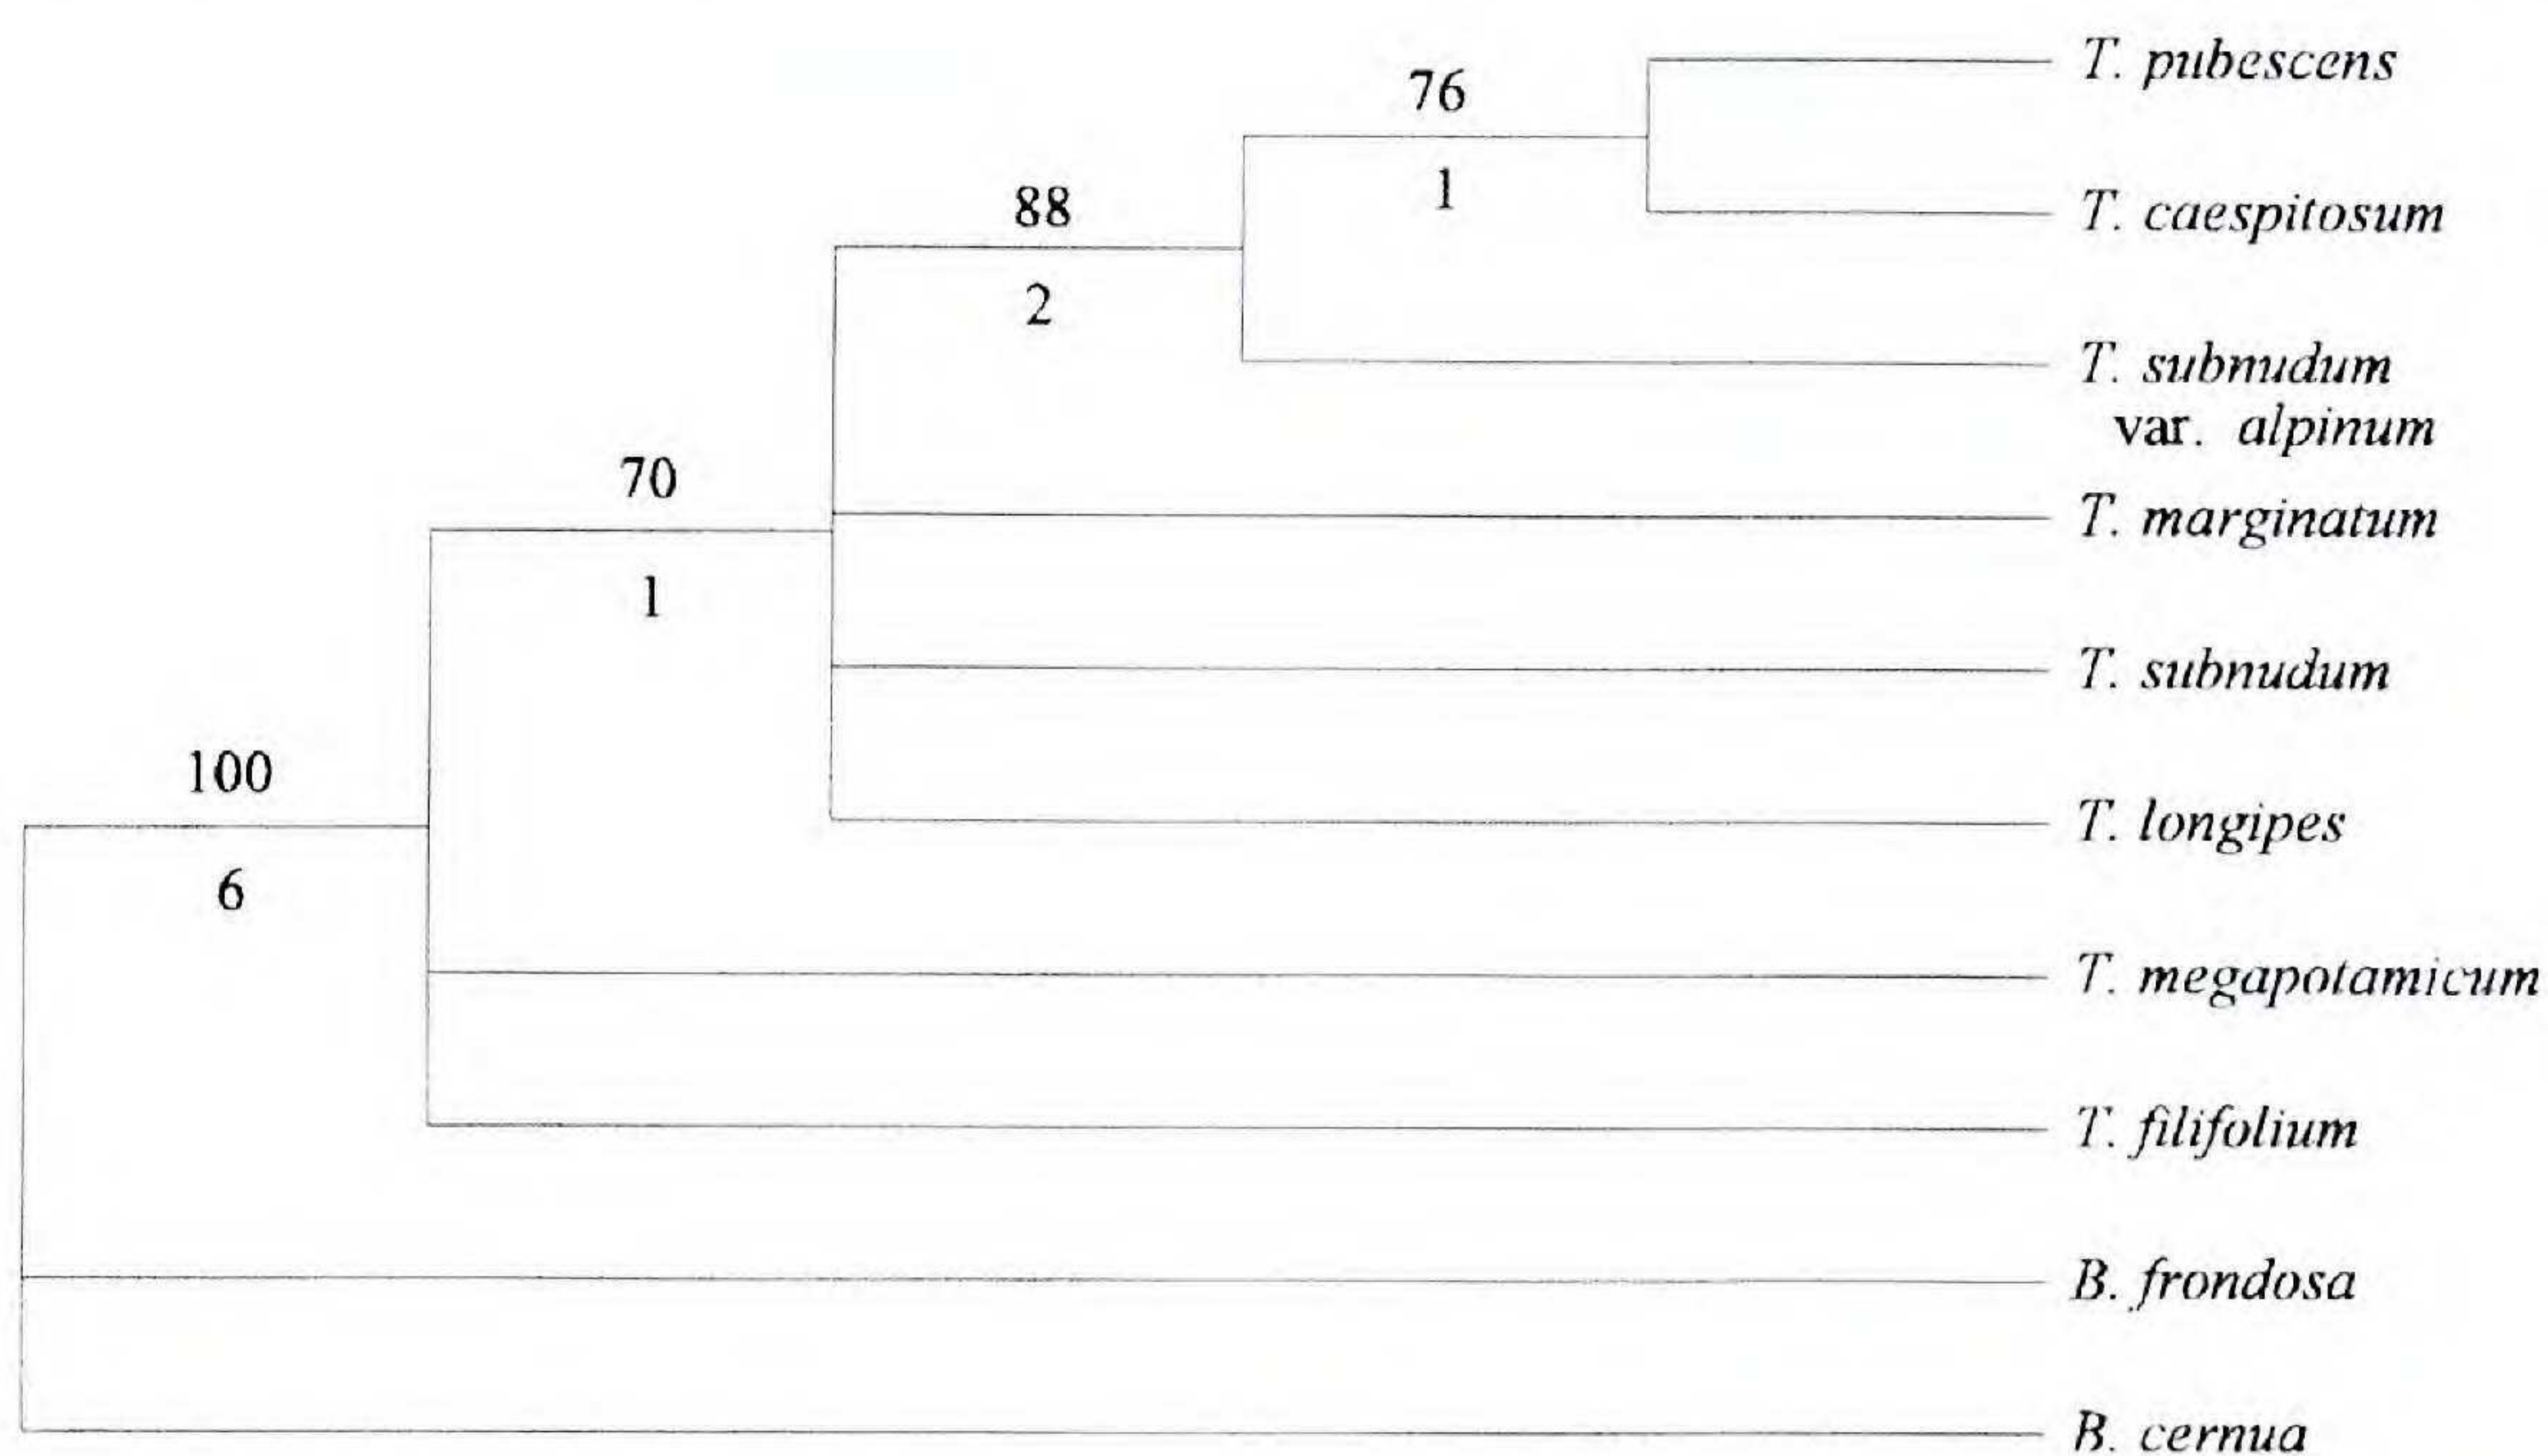 T. pubescens
76
1
T. caespitosum
88
2
T. subnudum
var. alpinum
70
1
T. marginatum
T. subnudum
100
6
T. longipes
T. megapotamicum
T. filifolium
B. frondosa
B. cernua